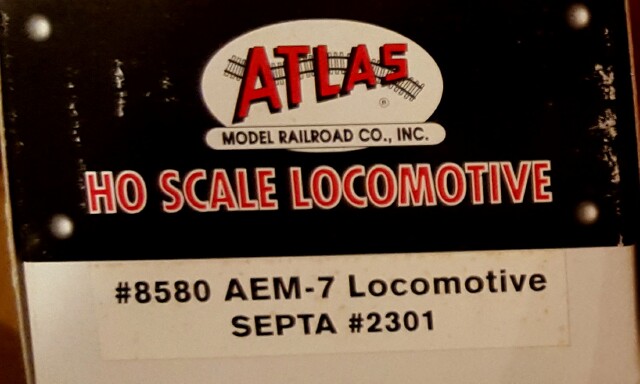 ATLAS
®
MODEL RAILROAD CO., INC.
HO SCALE LOCOMOTIVE
#8580 AEM-7 Locomotive
SEPTA #2301